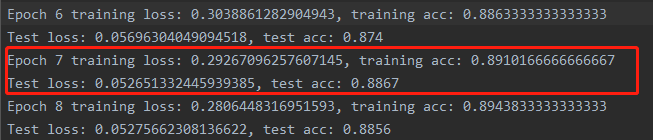 Epoch 6 training loss: 0.3038861282904943, training acc: 0.8863333333333333
Test loss: 0.05696304049094518, test acc: 0.874
Epoch 7 training loss: 0.29267096257607145, training acc: 0.8910166666666667
Test loss: 0.052651332445939385, test acc: 0.8867
Epoch 8 training loss: 0.2806448316951593, training acc: 0.8943833333333333
Test loss: 0.05275662308136622, test acc: 0.8856